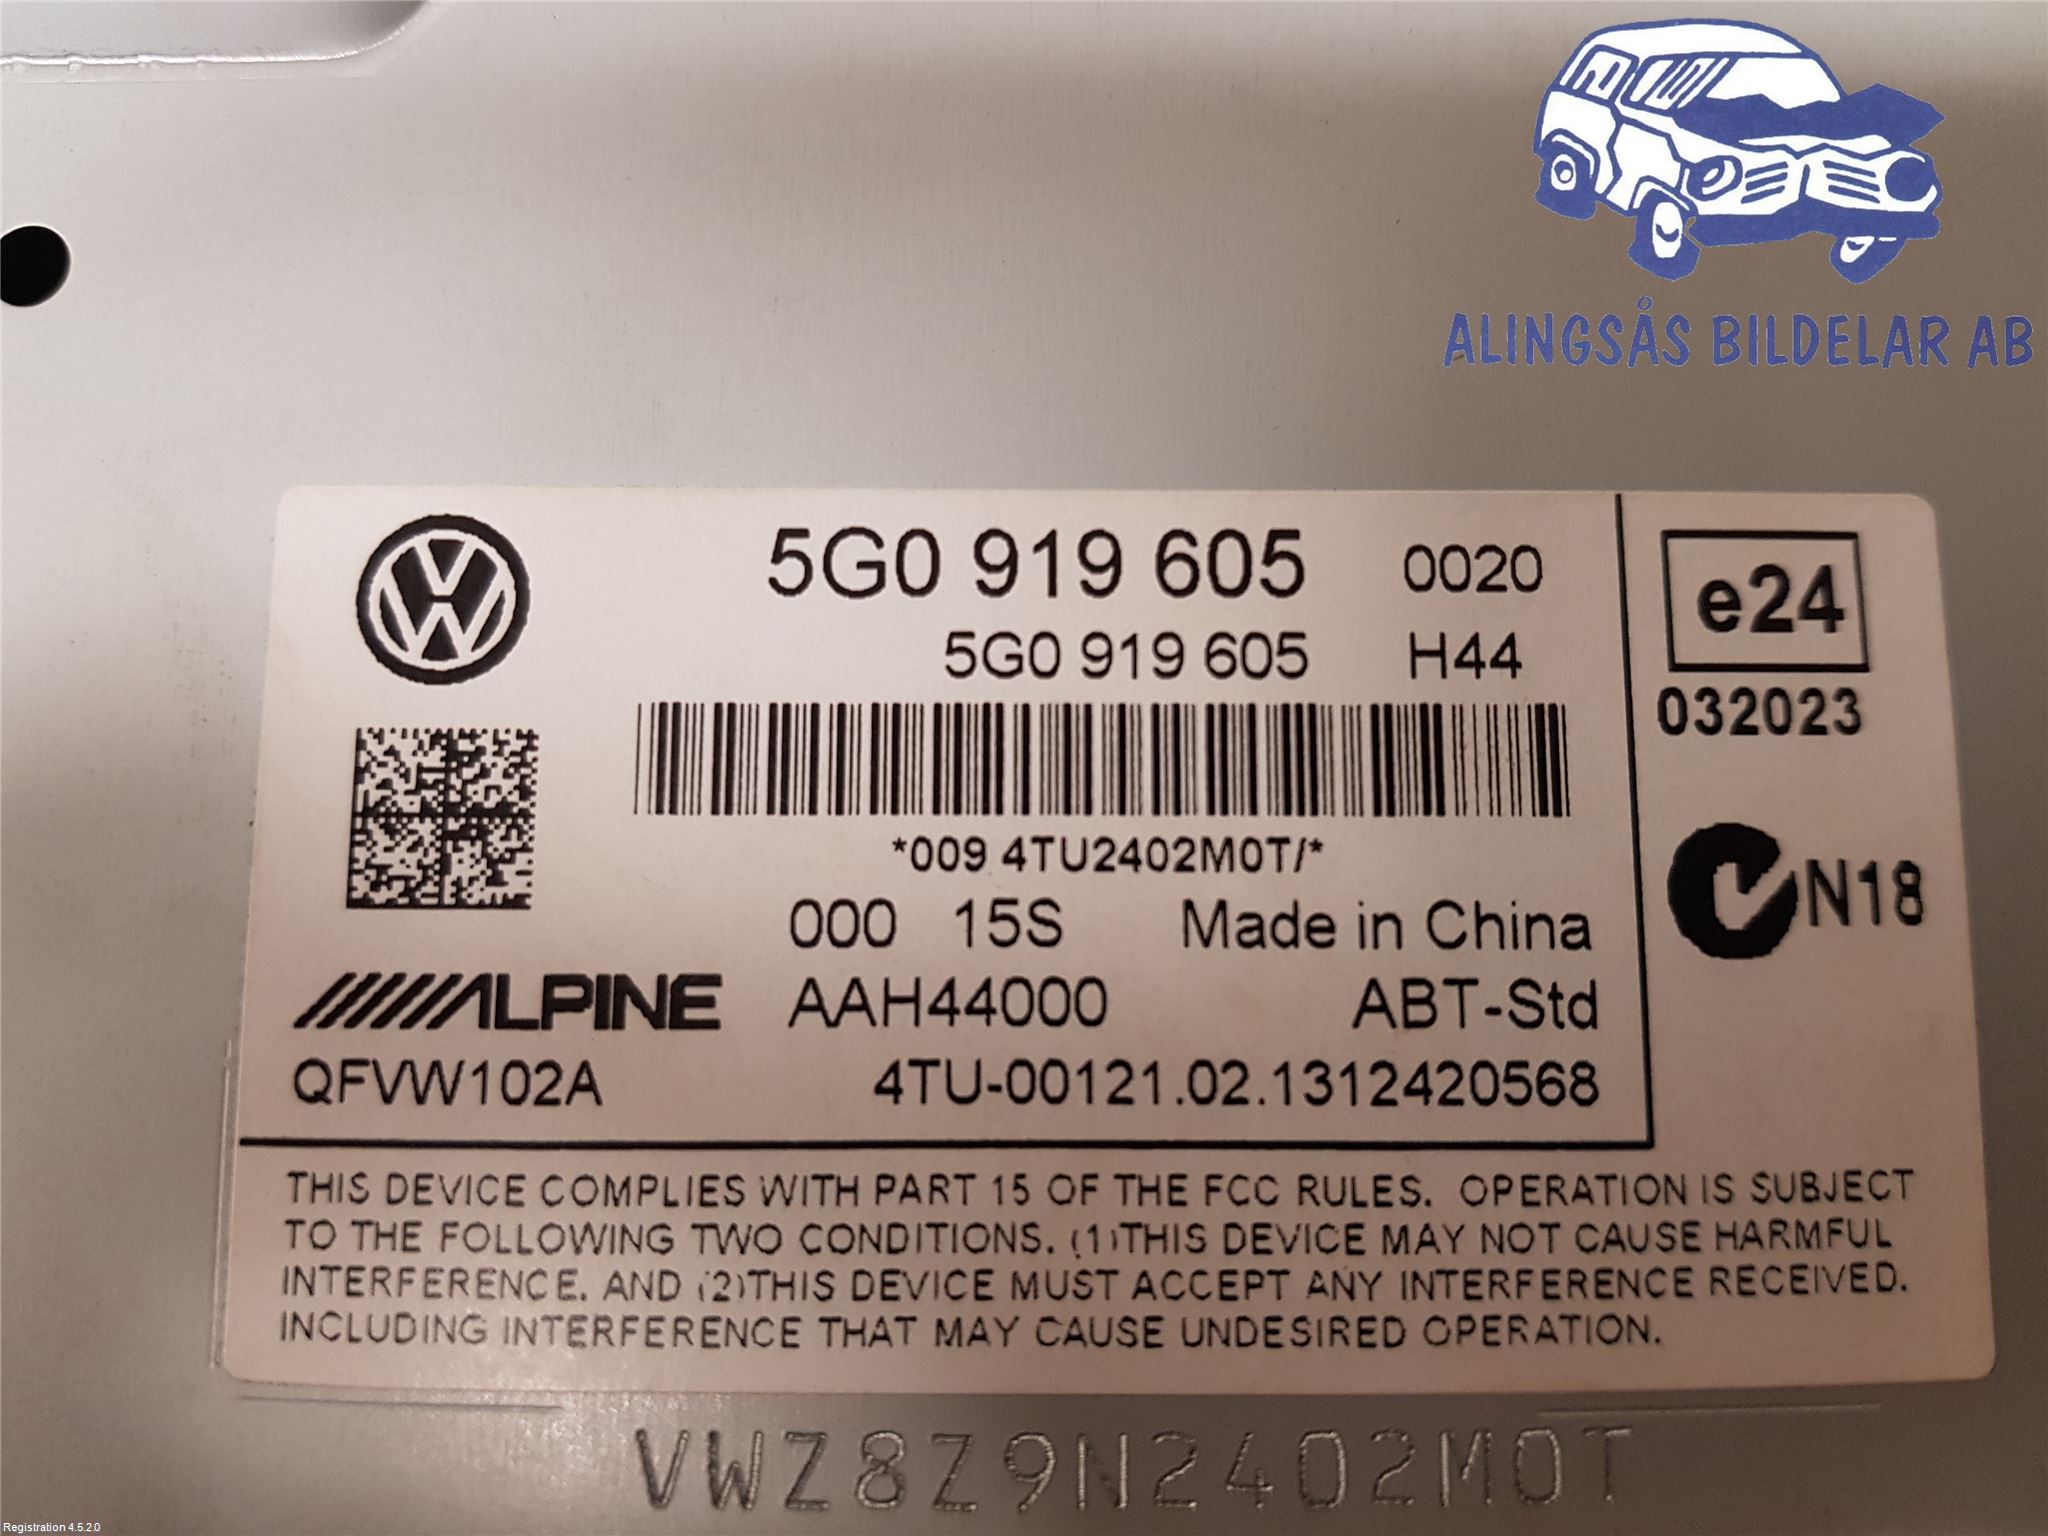 ALINGSÅS BILDELAR AB
5G0 919 605 0020
5G0 919 605 H44
e24
032023
*009 4TU2402M0T/*
N18
000 15S Made in China
ALPINE AAH44000 ABT-Std
QFVW102A 4TU-00121.02.1312420568
THIS DEVICE COMPLIES WITH PART 15 OF THE FCC RULES. OPERATION IS SUBJECT
TO THE FOLLOWING TWO CONDITIONS. (1)THIS DEVICE MAY NOT CAUSE HARMFUL
INTERFERENCE. AND (2)THIS DEVICE MUST ACCEPT ANY INTERFERENCE RECEIVED.
INCLUDING INTERFERENCE THAT MAY CAUSE UNDESIRED OPERATION.
VWZ8Z9N2402M0T
Registration 4.5.2.0